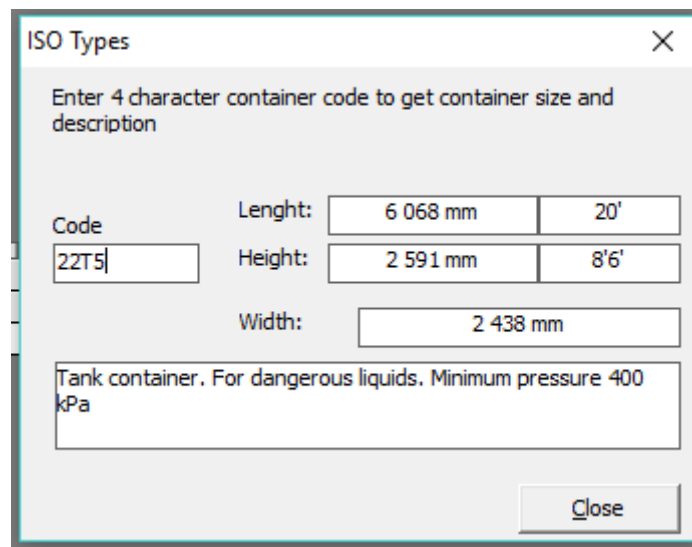 ISO Types
Enter 4 character container code to get container size and
description
Lenght: 6 068 mm 20'
Code
22T5
Height: 2 591 mm 8'6'
Width: 2 438 mm
Tank container. For dangerous liquids. Minimum pressure 400
kPa
Close